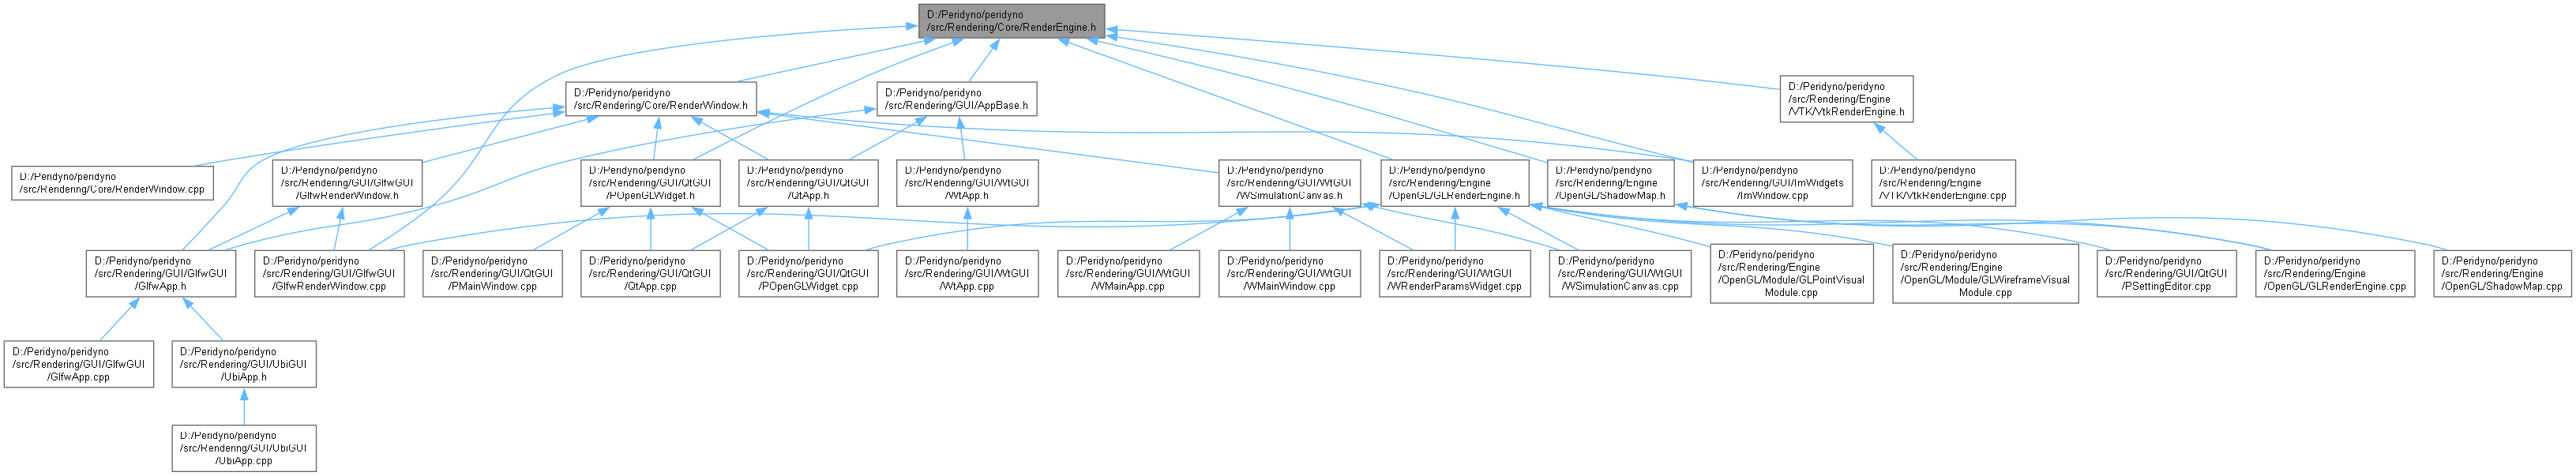 D:/Peridyno/peridyno
/src/Rendering/Core/RenderEngine.h
D:/Peridyno/peridyno
/src/Rendering/Core/RenderWindow.h
D:/Peridyno/peridyno
/src/Rendering/GUI/AppBase.h
D:/Peridyno/peridyno
/src/Rendering/Engine
/VTK/VtkRenderEngine.h
D:/Peridyno/peridyno
/src/Rendering/Core/RenderWindow.cpp
D:/Peridyno/peridyno
/src/Rendering/GUI/GlfwGUI
/GlfwRenderWindow.h
D:/Peridyno/peridyno
/src/Rendering/GUI/QtGUI
/POpenGLWidget.h
D:/Peridyno/peridyno
/src/Rendering/GUI/QtGUI
/QtApp.h
D:/Peridyno/peridyno
/src/Rendering/GUI/WtGUI
/WtApp.h
D:/Peridyno/peridyno
/src/Rendering/GUI/WtGUI
/WSimulationCanvas.h
D:/Peridyno/peridyno
/src/Rendering/Engine
/OpenGL/GLRenderEngine.h
D:/Peridyno/peridyno
/src/Rendering/Engine
/OpenGL/ShadowMap.h
D:/Peridyno/peridyno
/src/Rendering/GUI/ImWidgets
/ImWindow.cpp
D:/Peridyno/peridyno
/src/Rendering/Engine
/VTK/VtkRenderEngine.cpp
D:/Peridyno/peridyno
/src/Rendering/GUI/GlfwGUI
/GlfwApp.h
D:/Peridyno/peridyno
/src/Rendering/GUI/GlfwGUI
/GlfwRenderWindow.cpp
D:/Peridyno/peridyno
/src/Rendering/GUI/QtGUI
/PMainWindow.cpp
D:/Peridyno/peridyno
/src/Rendering/GUI/QtGUI
/QtApp.cpp
D:/Peridyno/peridyno
/src/Rendering/GUI/QtGUI
/POpenGLWidget.cpp
D:/Peridyno/peridyno
/src/Rendering/GUI/WtGUI
/WtApp.cpp
D:/Peridyno/peridyno
/src/Rendering/GUI/WtGUI
/WMainApp.cpp
D:/Peridyno/peridyno
/src/Rendering/GUI/WtGUI
/WMainWindow.cpp
D:/Peridyno/peridyno
/src/Rendering/GUI/WtGUI
/WRenderParamsWidget.cpp
D:/Peridyno/peridyno
/src/Rendering/GUI/WtGUI
/WSimulationCanvas.cpp
D:/Peridyno/peridyno
/src/Rendering/Engine
/OpenGL/Module/GLPointVisual
Module.cpp
D:/Peridyno/peridyno
/src/Rendering/Engine
/OpenGL/Module/GLWireframeVisual
Module.cpp
D:/Peridyno/peridyno
/src/Rendering/GUI/QtGUI
/PSettingEditor.cpp
D:/Peridyno/peridyno
/src/Rendering/Engine
/OpenGL/GLRenderEngine.cpp
D:/Peridyno/peridyno
/src/Rendering/Engine
/OpenGL/ShadowMap.cpp
D:/Peridyno/peridyno
/src/Rendering/GUI/GlfwGUI
/GlfwApp.cpp
D:/Peridyno/peridyno
/src/Rendering/GUI/UbiGUI
/UbiApp.h
D:/Peridyno/peridyno
/src/Rendering/GUI/UbiGUI
/UbiApp.cpp